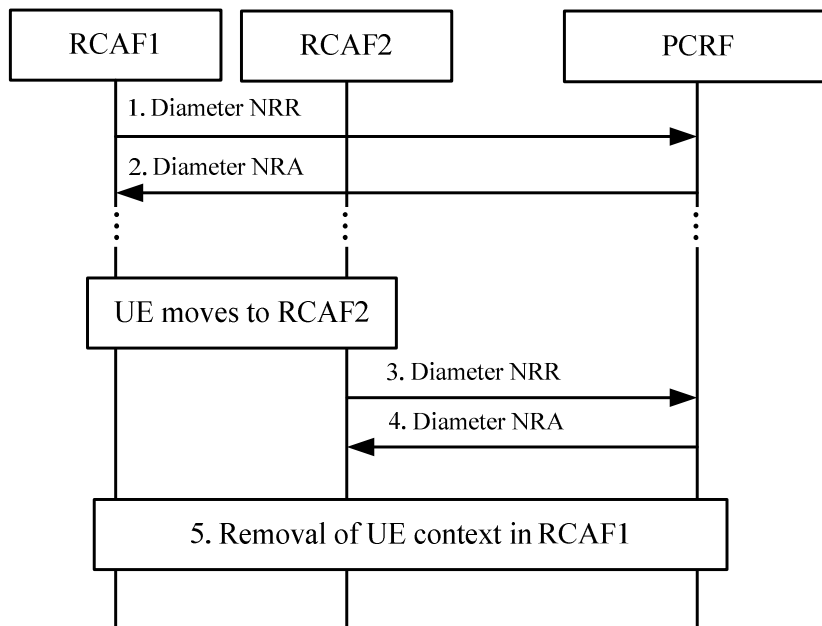 RCAF1
RCAF2
PCRF
1. Diameter NRR
2. Diameter NRA
UE moves to RCAF2
3. Diameter NRR
4. Diameter NRA
5. Removal of UE context in RCAF1